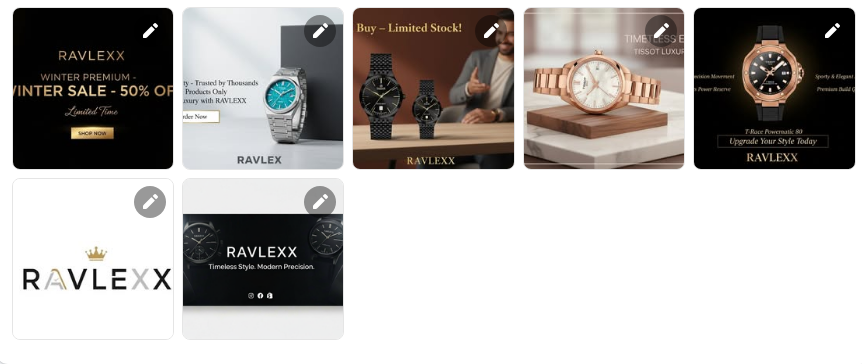 RAVLEXX
WINTER PREMIUM -
WINTER SALE - 50% OF
Limited Time
SHOP NOW
ty - Trusted by Thousands
Products Only
uxury with RAVLEXX
rder Now
RAVLEX
Buy – Limited Stock!
RAVLEXX
TIMELESS E
TISSOT LUXUR
ecision Movement
Sporty & Elegant
Power Reserve
Premium Build Q
T-Race Powermatic 80
Upgrade Your Style Today
RAVLEXX
RAVLEXX
RAVLEXX
Timeless Style. Modern Precision.